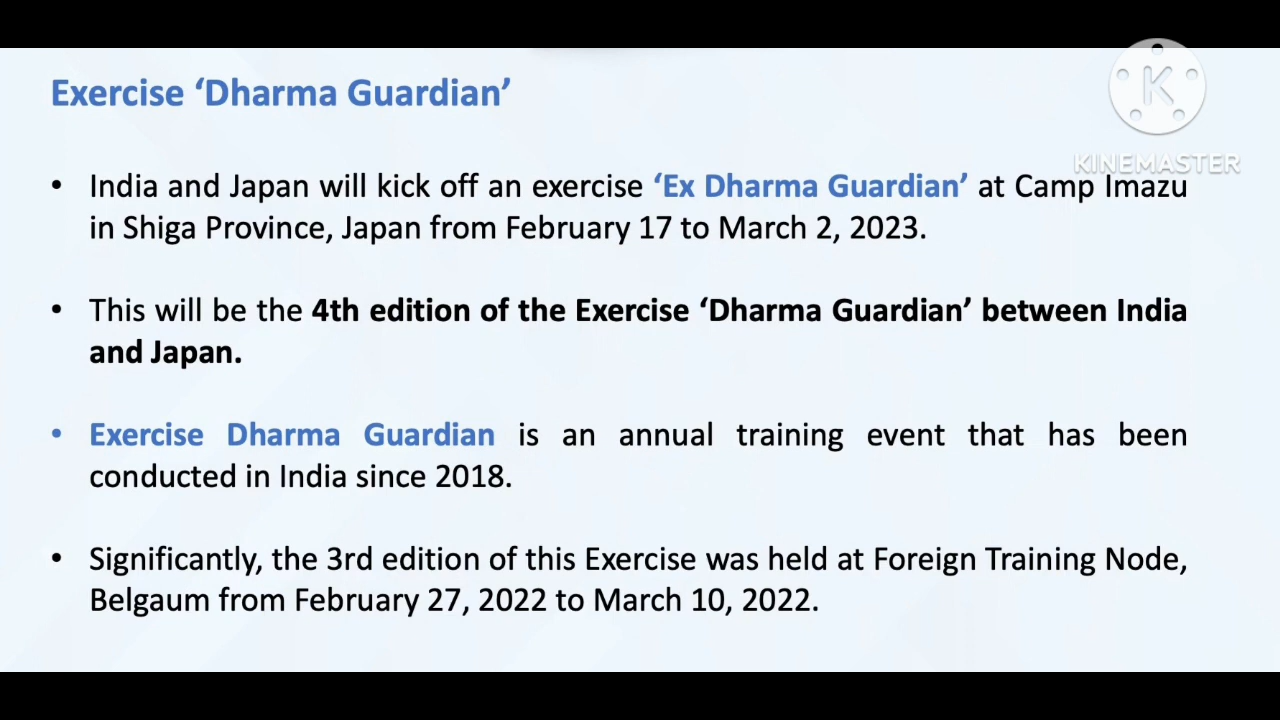 Exercise ‘Dharma Guardian’
K
KINEMASTER
• India and Japan will kick off an exercise ‘Ex Dharma Guardian’ at Camp Imazu
in Shiga Province, Japan from February 17 to March 2, 2023.
• This will be the 4th edition of the Exercise ‘Dharma Guardian’ between India
and Japan.
• Exercise Dharma Guardian is an annual training event that has been
conducted in India since 2018.
• Significantly, the 3rd edition of this Exercise was held at Foreign Training Node,
Belgaum from February 27, 2022 to March 10, 2022.